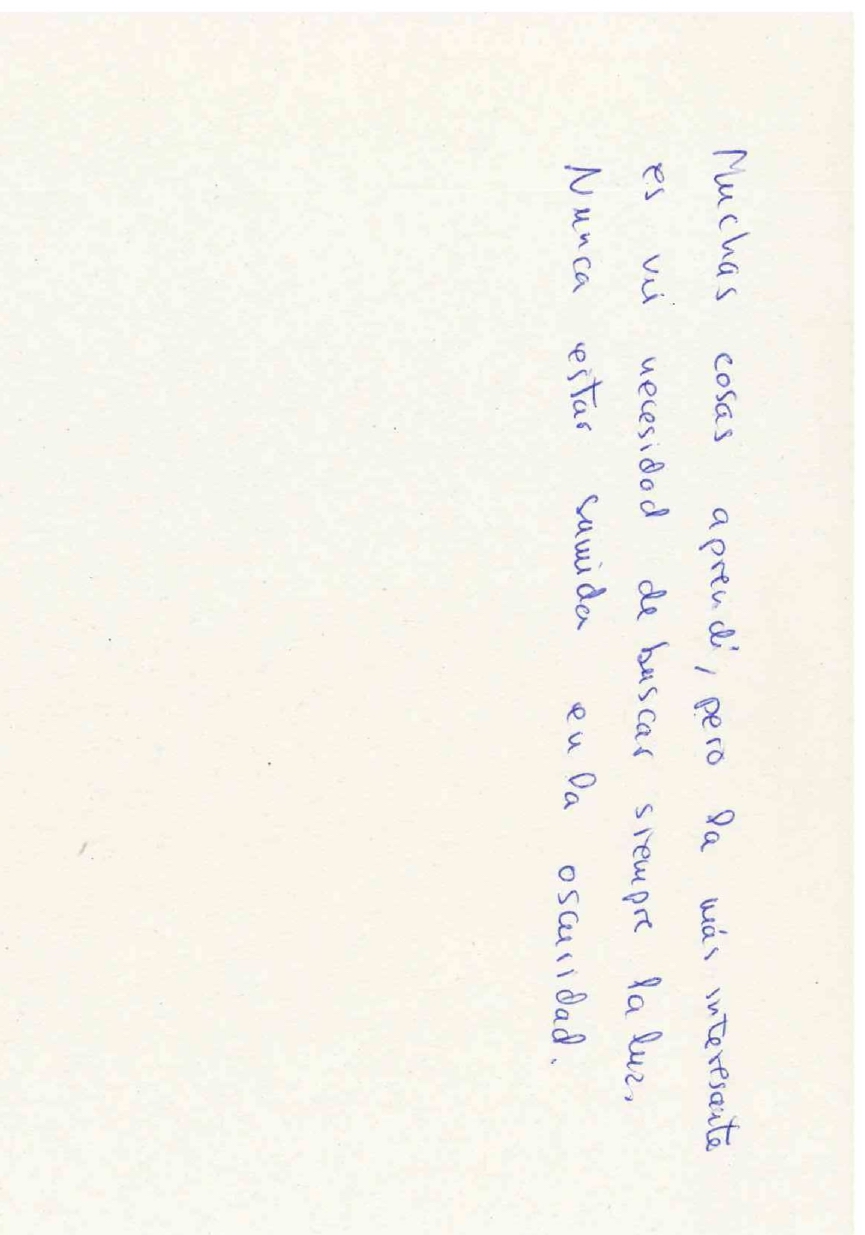 Muchas cosas aprendí, pero la más interesante
es mi necesidad de buscar siempre la luz.
Nunca estar sumida en la oscuridad.